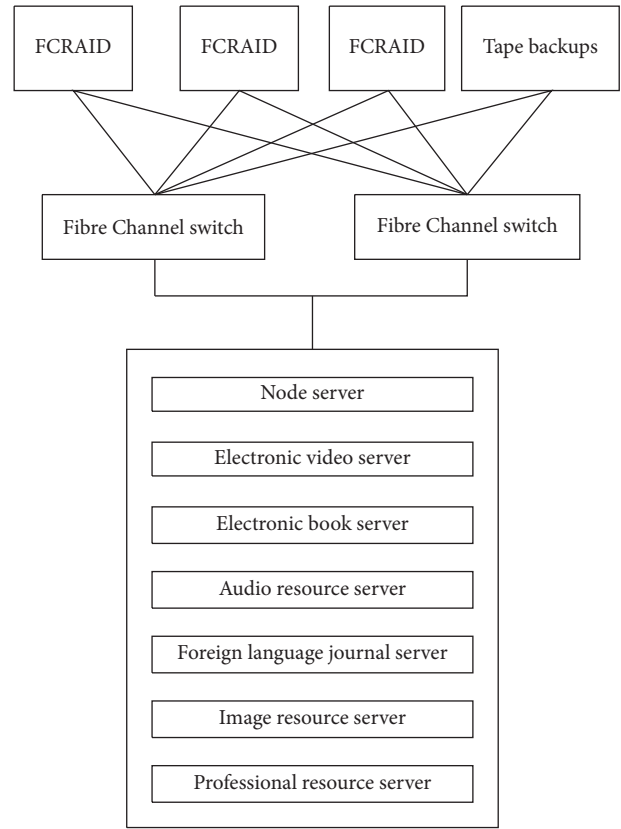 FCRAID
FCRAID
FCRAID
Tape backups
Fibre Channel switch
Fibre Channel switch
Node server
Electronic video server
Electronic book server
Audio resource server
Foreign language journal server
Image resource server
Professional resource server